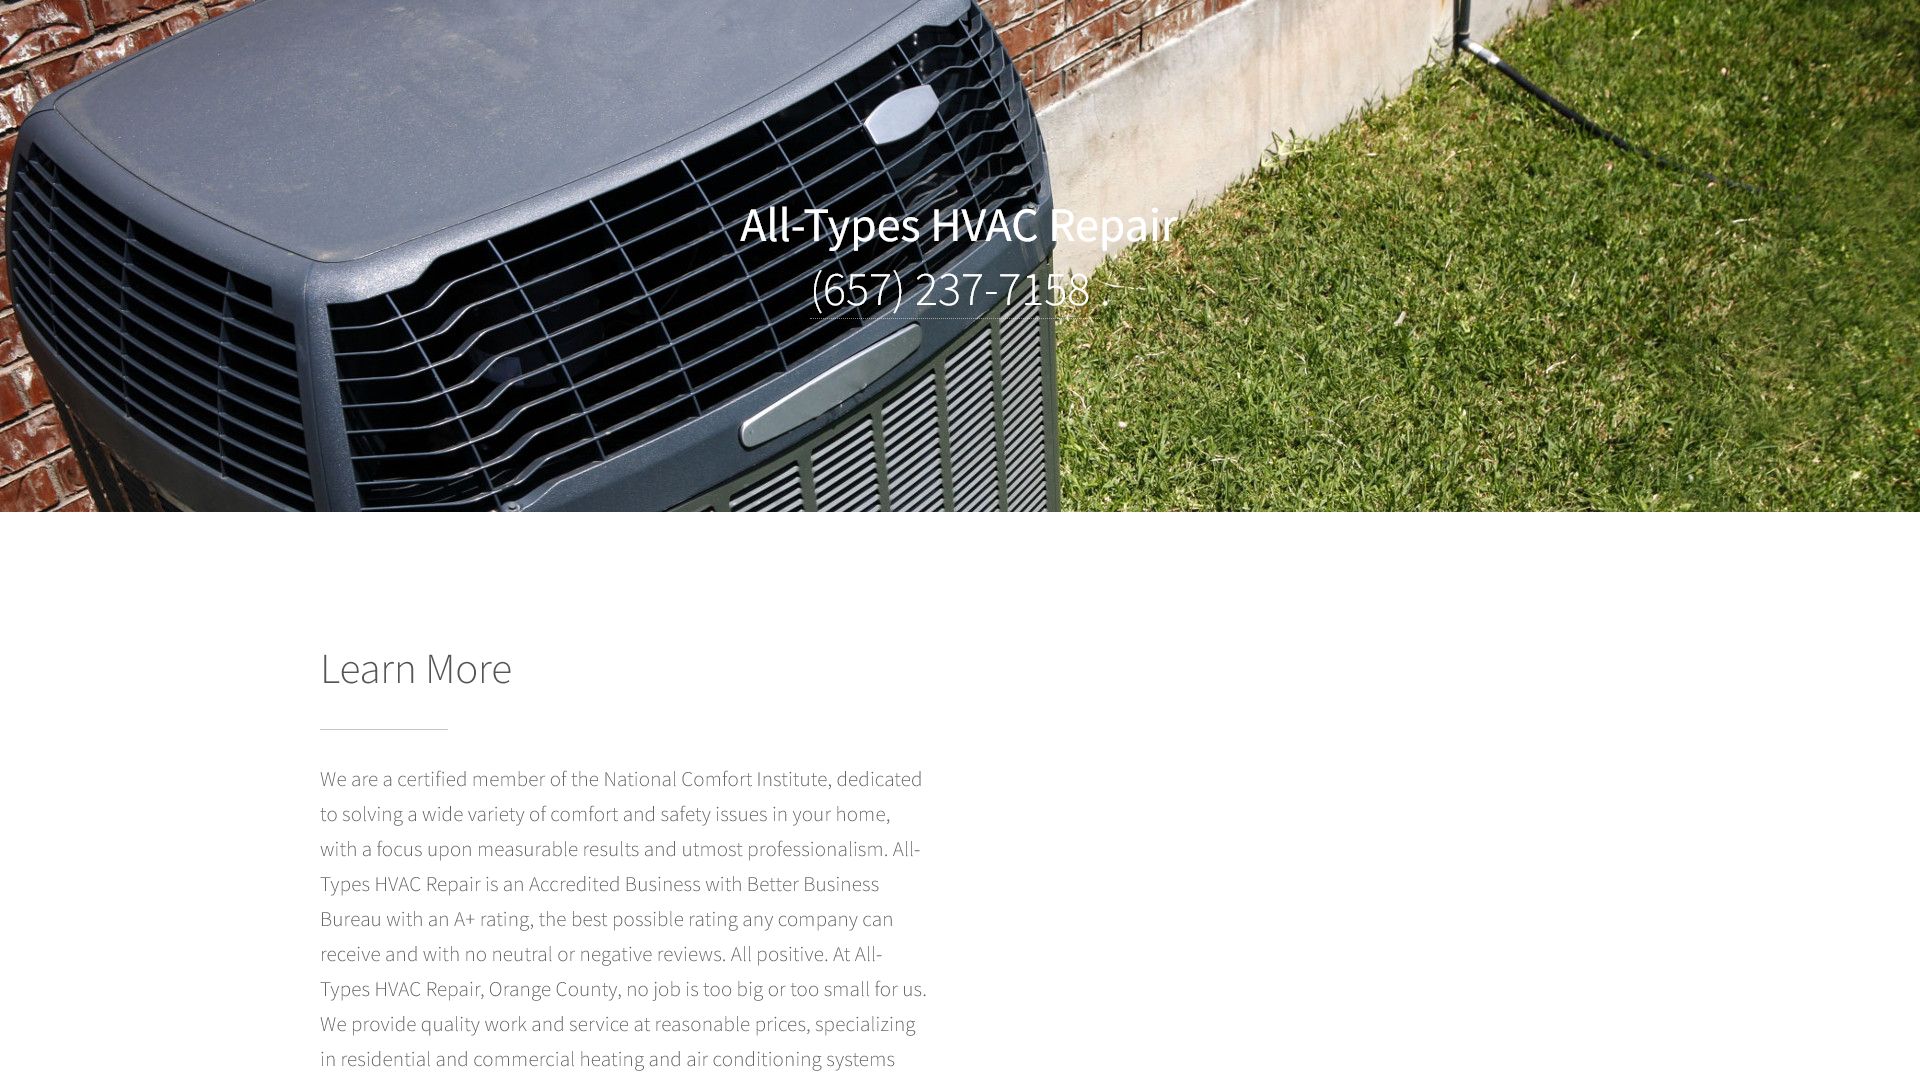 All-Types HVAC Repair
(657) 237-7158 .
Learn More
We are a certified member of the National Comfort Institute, dedicated
to solving a wide variety of comfort and safety issues in your home,
with a focus upon measurable results and utmost professionalism. All-
Types HVAC Repair is an Accredited Business with Better Business
Bureau with an A+ rating, the best possible rating any company can
receive and with no neutral or negative reviews. All positive. At All-
Types HVAC Repair, Orange County, no job is too big or too small for us.
We provide quality work and service at reasonable prices, specializing
in residential and commercial heating and air conditioning systems